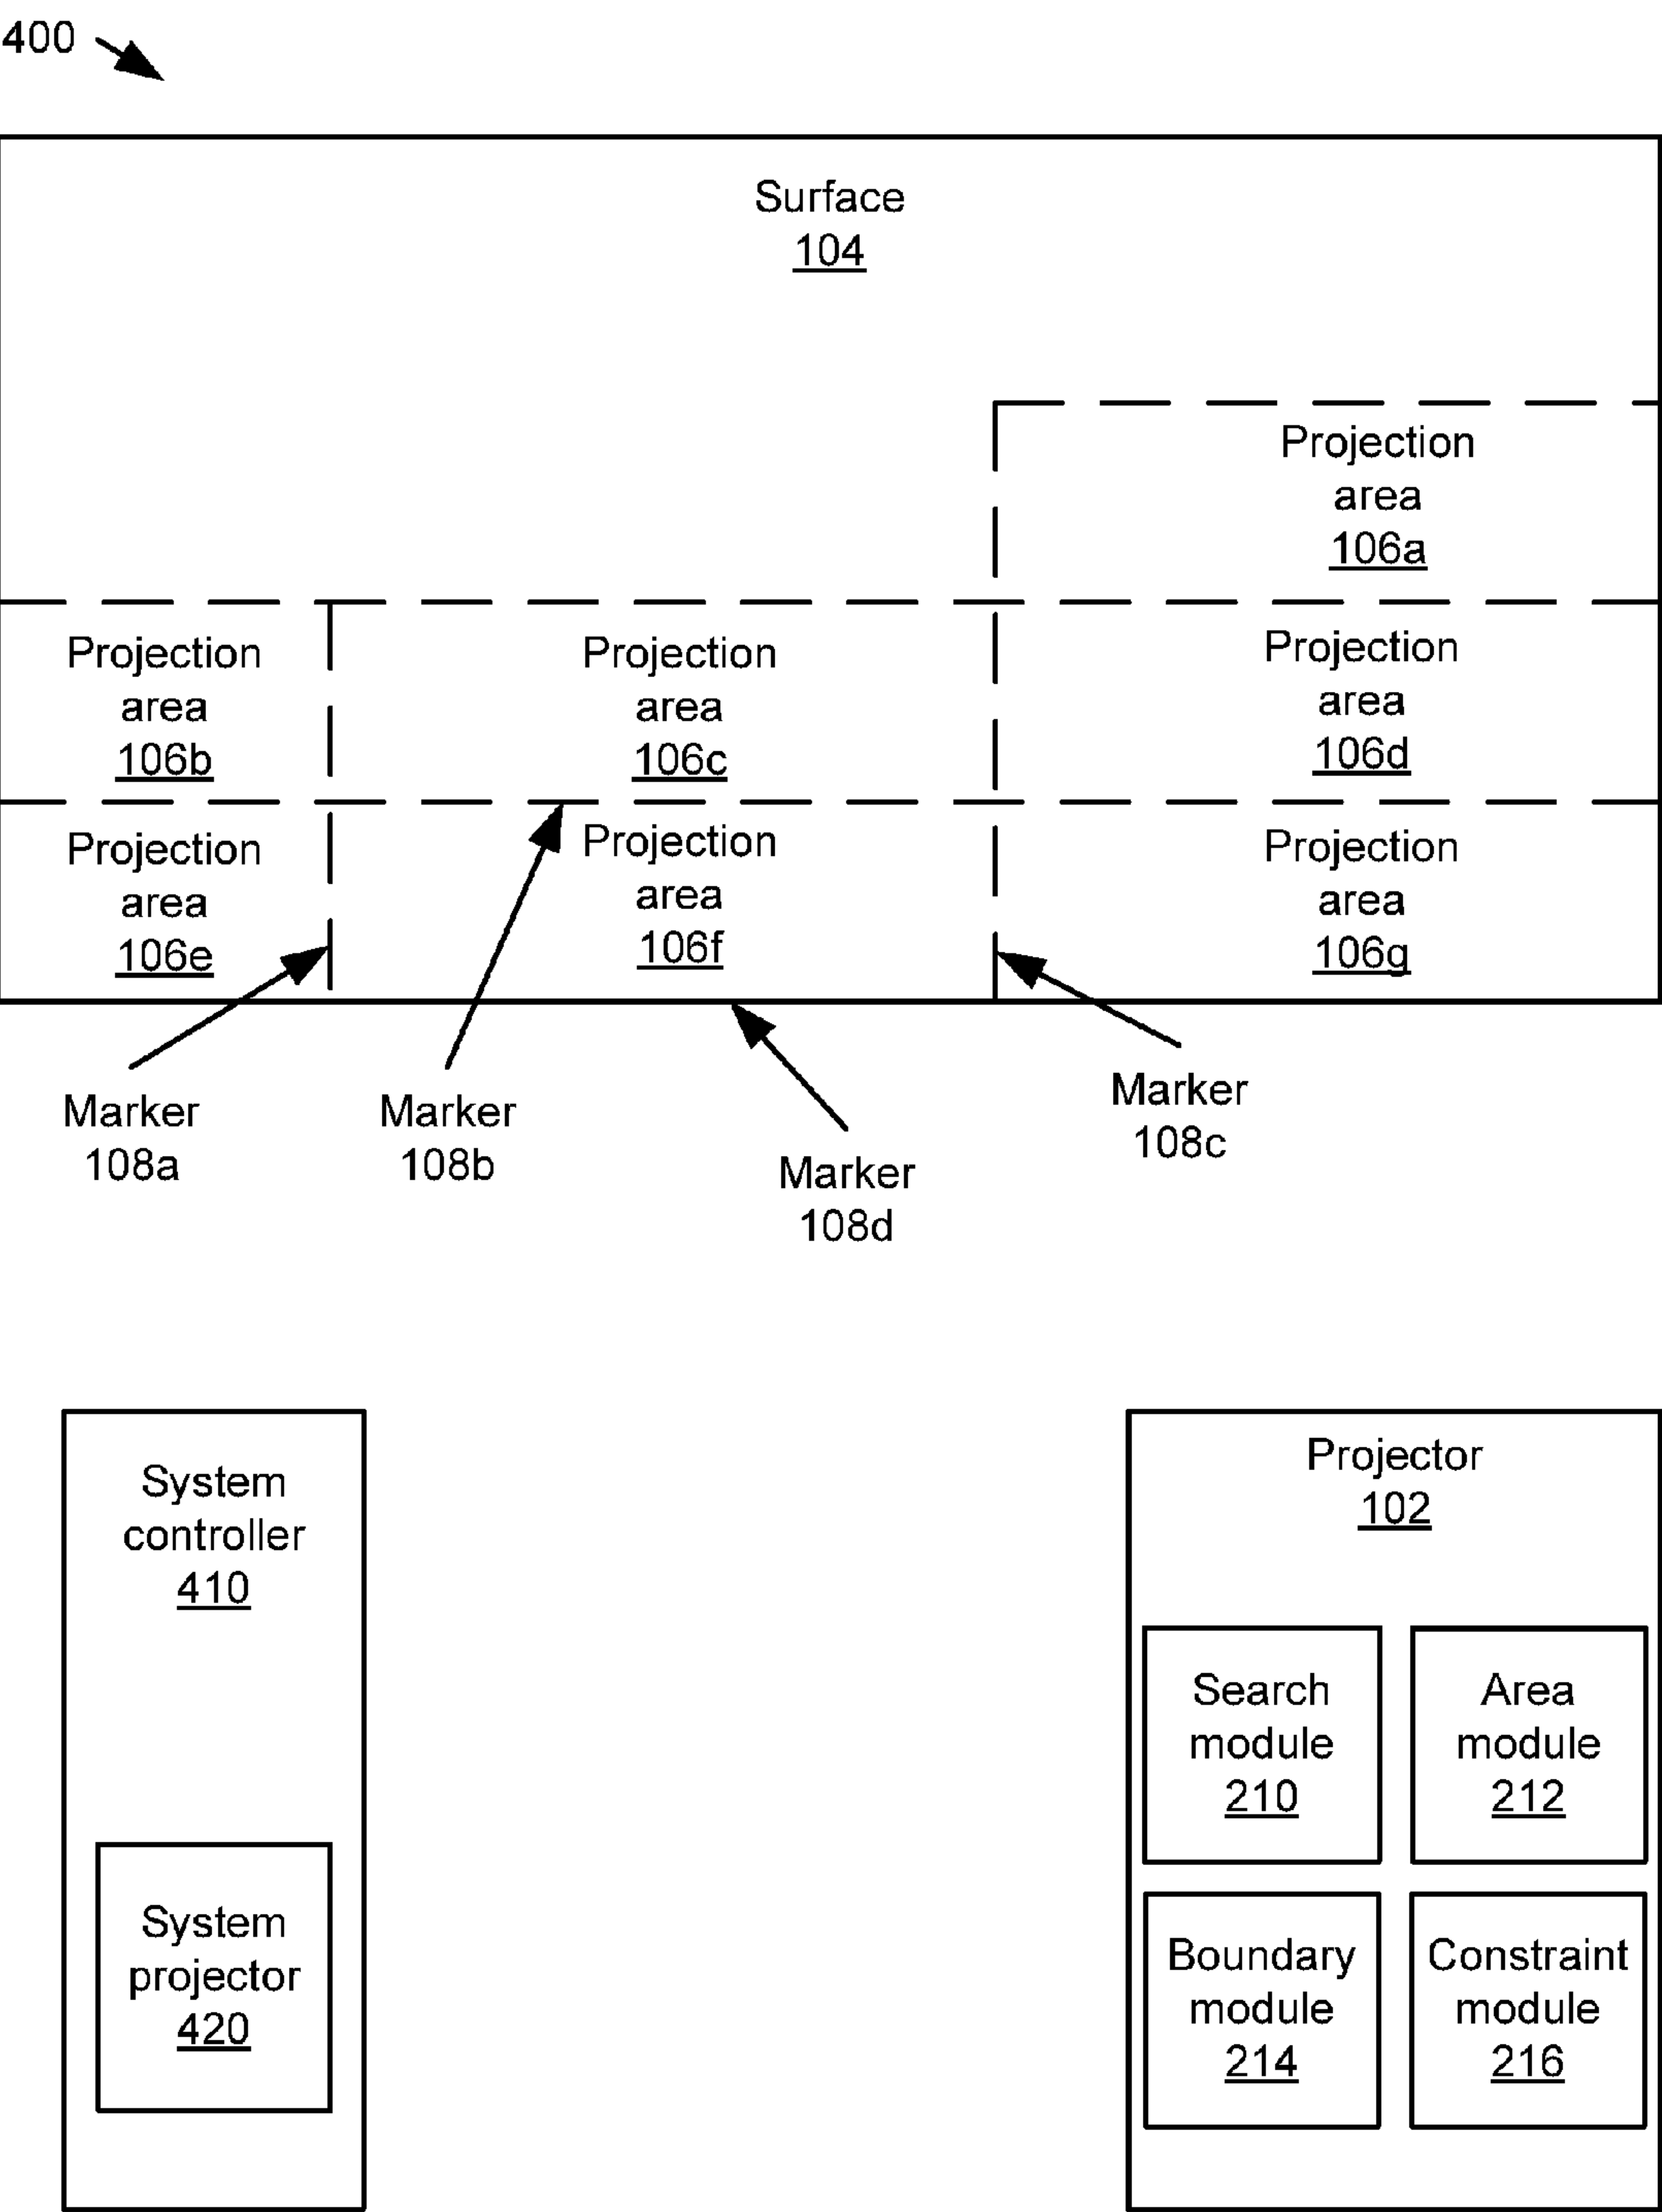 400
Surface
104
Projection
area
106a
Projection
area
106b
Projection
area
106c
Projection
area
106d
Projection
area
106e
Projection
area
106f
Projection
area
106g
Marker
108a
Marker
108b
Marker
108d
Marker
108c
System
controller
410
System
projector
420
Projector
102
Search
module
210
Area
module
212
Boundary
module
214
Constraint
module
216